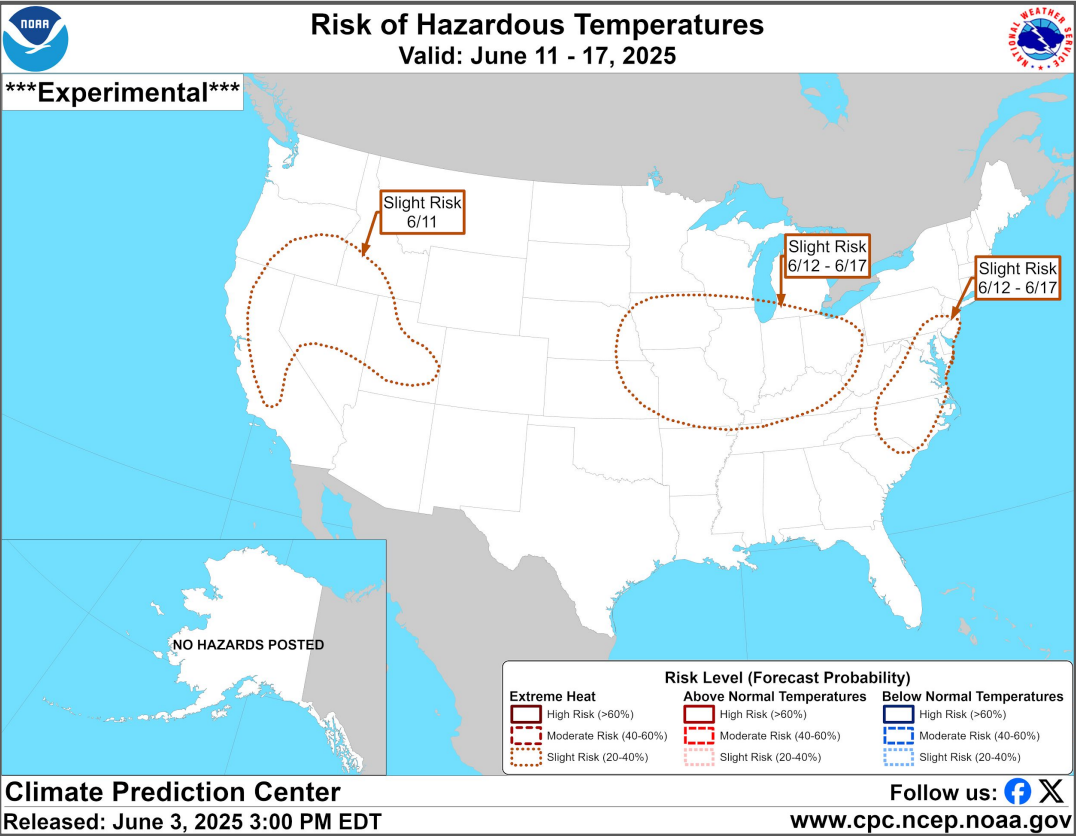 NOAA
Risk of Hazardous Temperatures
Valid: June 11 - 17, 2025
NATIONAL WEATHER SERVICE
***Experimental***
Slight Risk
6/11
Slight Risk
6/12 - 6/17
Slight Risk
6/12 - 6/17
NO HAZARDS POSTED
Risk Level (Forecast Probability)
Extreme Heat
High Risk (>60%)
Moderate Risk (40-60%)
Slight Risk (20-40%)
Above Normal Temperatures
High Risk (>60%)
Moderate Risk (40-60%)
Slight Risk (20-40%)
Below Normal Temperatures
High Risk (>60%)
Moderate Risk (40-60%)
Slight Risk (20-40%)
Climate Prediction Center
Follow us:
Released: June 3, 2025 3:00 PM EDT
www.cpc.ncep.noaa.gov